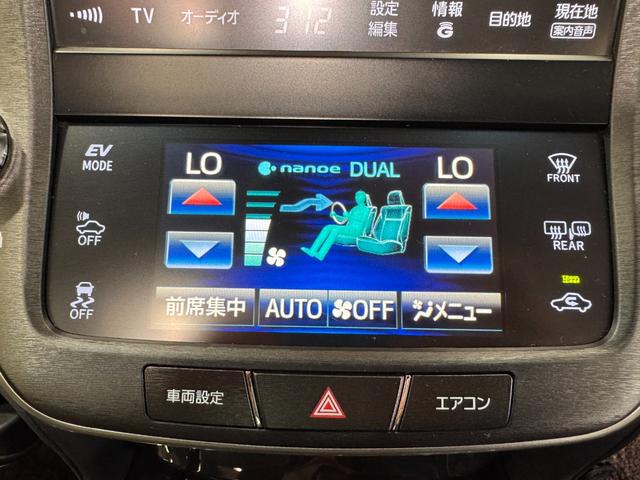 TV オーディオ 3:12 設定編集 情報 G 目的地 現在地 案内音声
EV MODE
LO nanoe DUAL LO
FRONT
OFF
REAR
OFF
前席集中 AUTO OFF メニュー
車両設定 エアコン